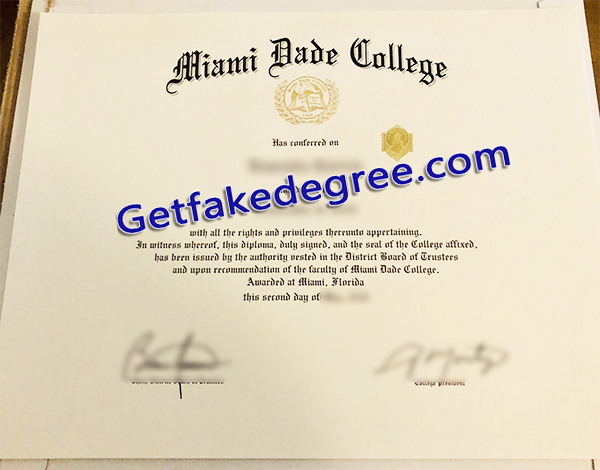 Miami Dade College
Has conferred on
Getfakedegree.com
with all the rights and privileges thereunto appertaining.
In witness whereof, this diploma, duly signed, and the seal of the College affixed,
has been issued by the authority vested in the District Board of Trustees
and upon recommendation of the faculty of Miami Dade College.
Awarded at Miami, Florida
this second day of
College President